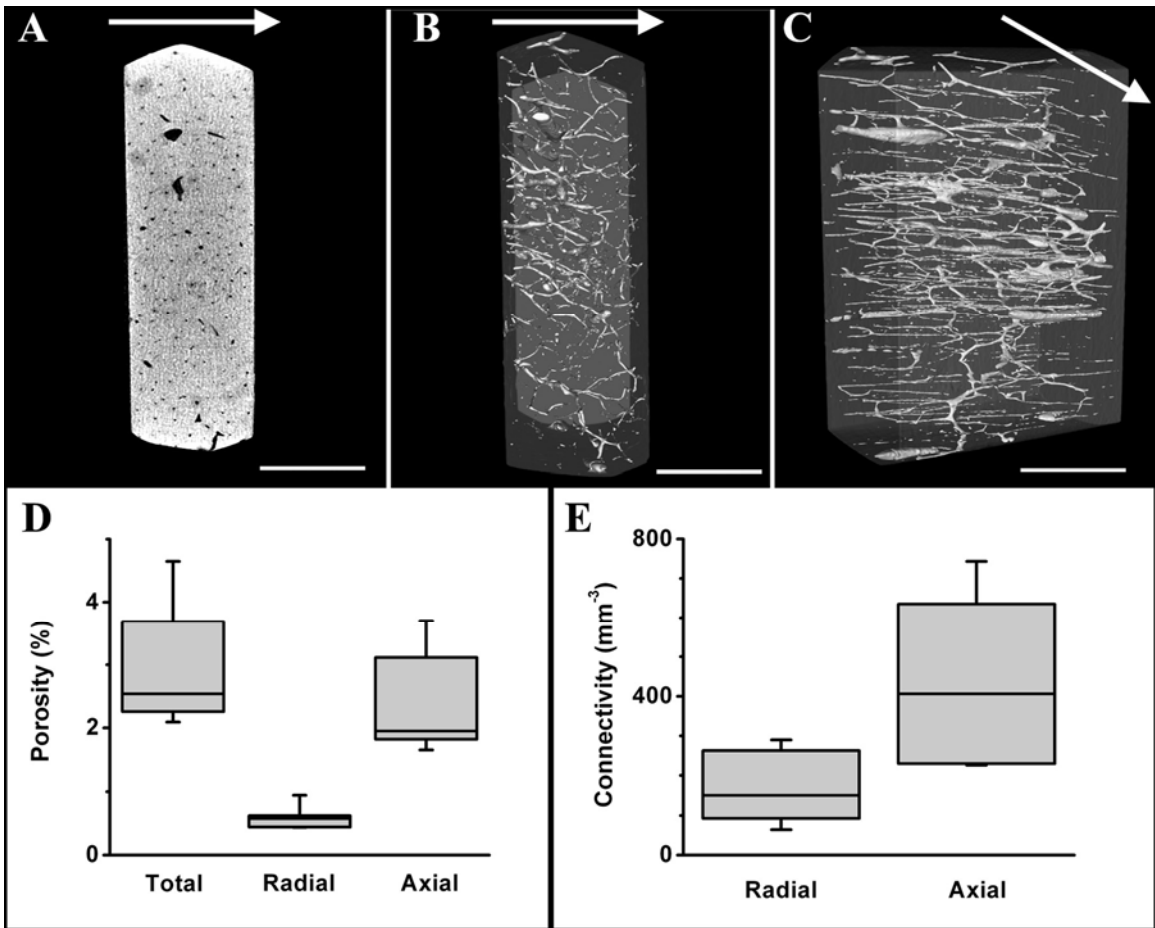 A
B
C
D
Porosity (%)
4
2
0
Total Radial Axial
E
Connectivity (mm-3)
800
400
0
Radial Axial